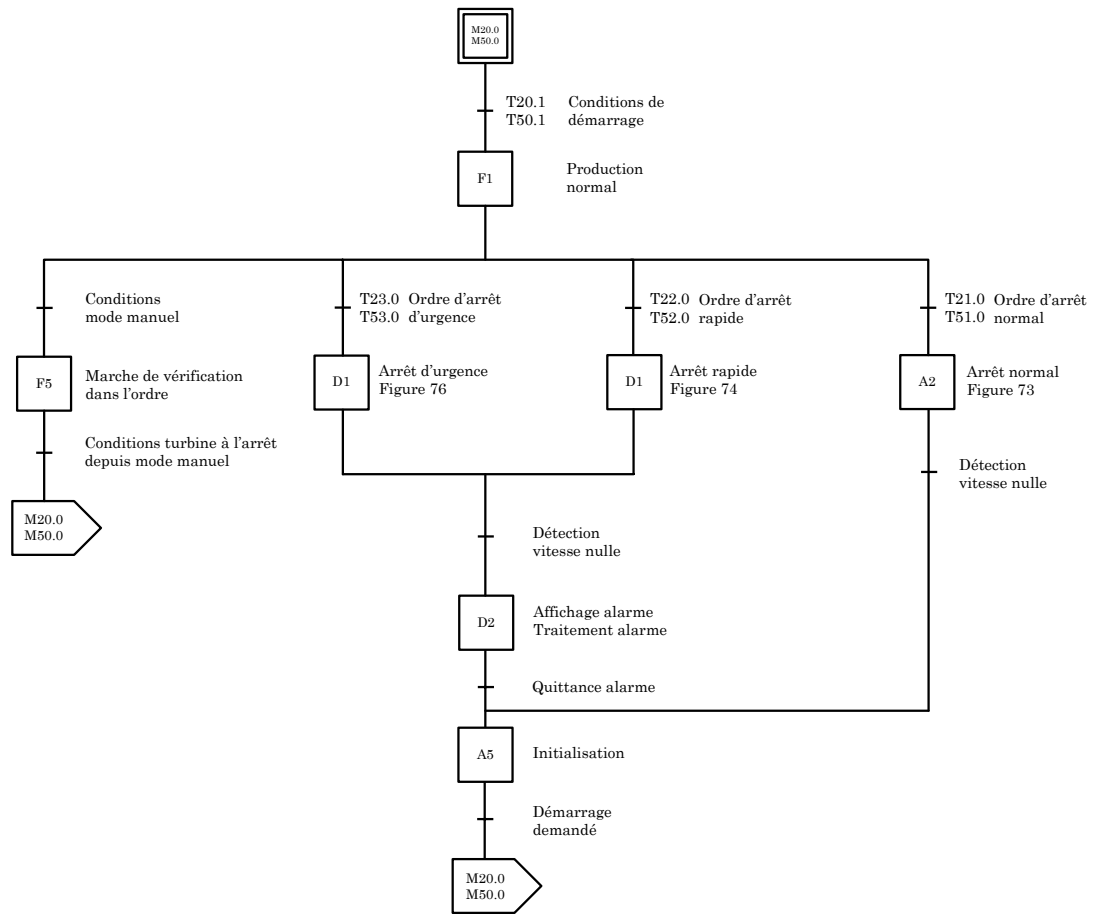 M20.0
M50.0
T20.1 Conditions de
T50.1 démarrage
F1
Production
normal
Conditions
mode manuel
T23.0 Ordre d'arrêt
T53.0 d'urgence
T22.0 Ordre d'arrêt
T52.0 rapide
T21.0 Ordre d'arrêt
T51.0 normal
F5
Marche de vérification
dans l'ordre
D1
Arrêt d'urgence
Figure 76
D1
Arrêt rapide
Figure 74
A2
Arrêt normal
Figure 73
Conditions turbine à l'arrêt
depuis mode manuel
Détection
vitesse nulle
M20.0
M50.0
Détection
vitesse nulle
D2
Affichage alarme
Traitement alarme
Quittance alarme
A5
Initialisation
Démarrage
demandé
M20.0
M50.0